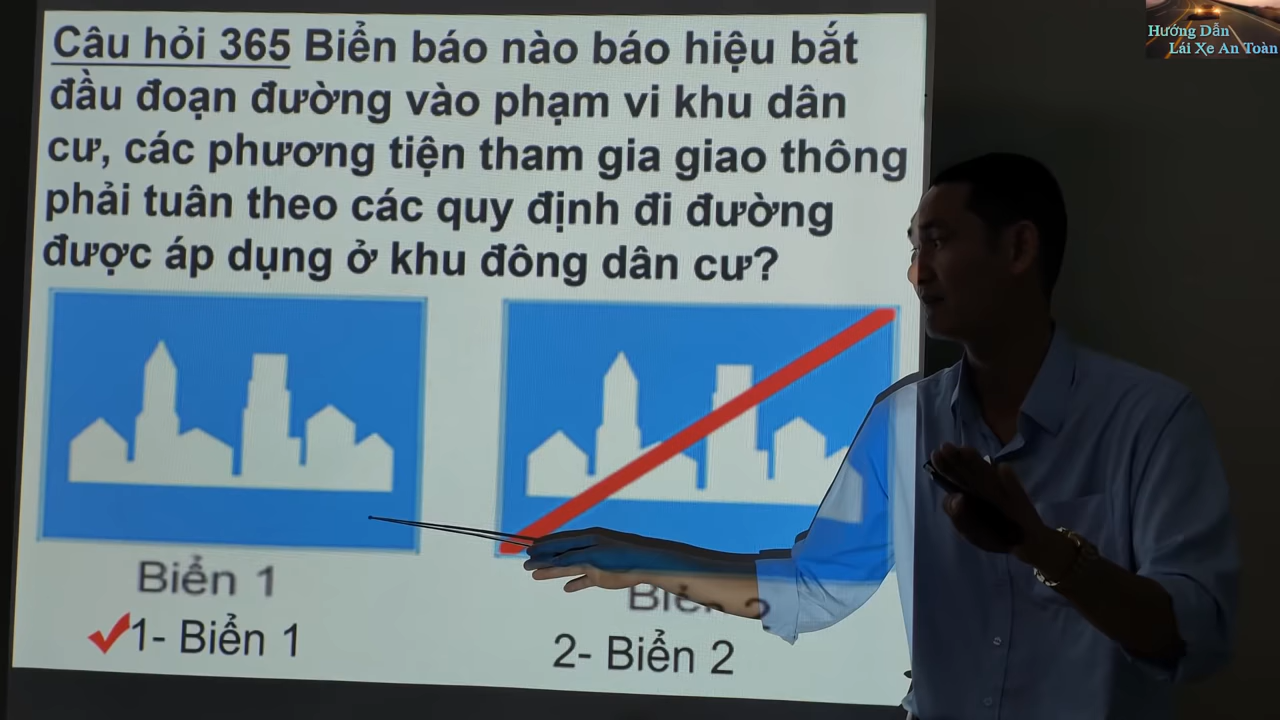 Hướng Dẫn
Lái Xe An Toàn
Câu hỏi 365 Biển báo nào báo hiệu bắt
đầu đoạn đường vào phạm vi khu dân
cư, các phương tiện tham gia giao thông
phải tuân theo các quy định đi đường
được áp dụng ở khu đông dân cư?
Biển 1
Biển 2
1- Biển 1
2- Biển 2